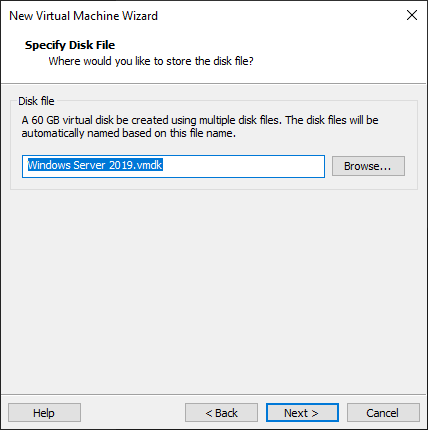 New Virtual Machine Wizard
Specify Disk File
Where would you like to store the disk file?
Disk file
A 60 GB virtual disk be created using multiple disk files. The disk files will be
automatically named based on this file name.
Windows Server 2019.vmdk
Browse...
Help
< Back
Next >
Cancel